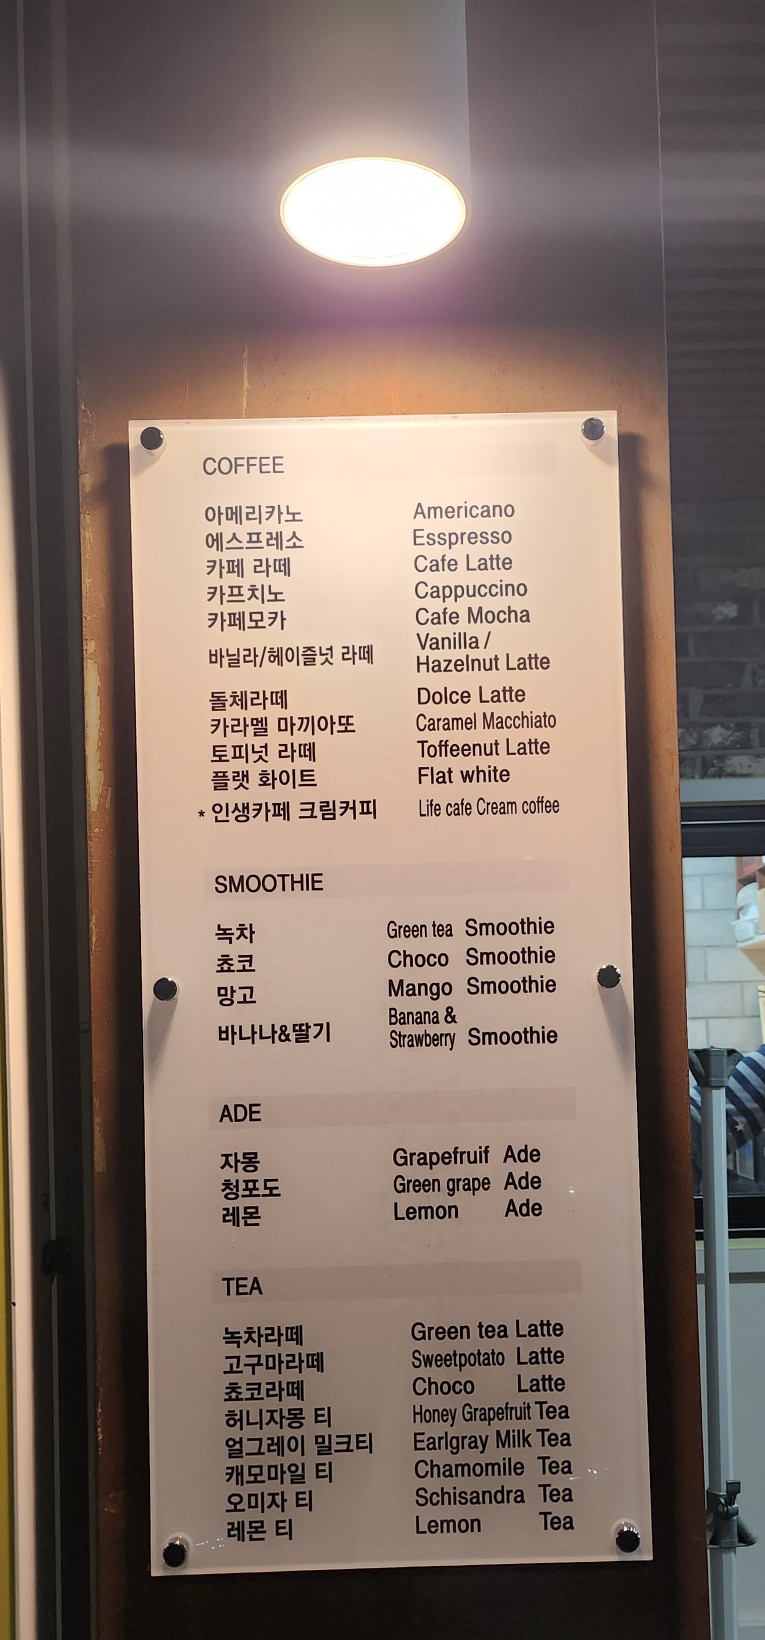 COFFEE
아메리카노 Americano
에스프레소 Esspresso
카페 라떼 Cafe Latte
카프치노 Cappuccino
카페모카 Cafe Mocha
바닐라/헤이즐넛 라떼 Vanilla /
Hazelnut Latte
돌체라떼 Dolce Latte
카라멜 마끼아또 Caramel Macchiato
토피넛 라떼 Toffeenut Latte
플랫 화이트 Flat white
* 인생카페 크림커피 Life cafe Cream coffee
SMOOTHIE
녹차 Green tea Smoothie
쵸코 Choco Smoothie
망고 Mango Smoothie
바나나&딸기 Banana &
Strawberry Smoothie
ADE
자몽 Grapefruif Ade
청포도 Green grape Ade
레몬 Lemon Ade
TEA
녹차라떼 Green tea Latte
고구마라떼 Sweetpotato Latte
쵸코라떼 Choco Latte
허니자몽 티 Honey Grapefruit Tea
얼그레이 밀크티 Earlgray Milk Tea
캐모마일 티 Chamomile Tea
오미자 티 Schisandra Tea
레몬 티 Lemon Tea